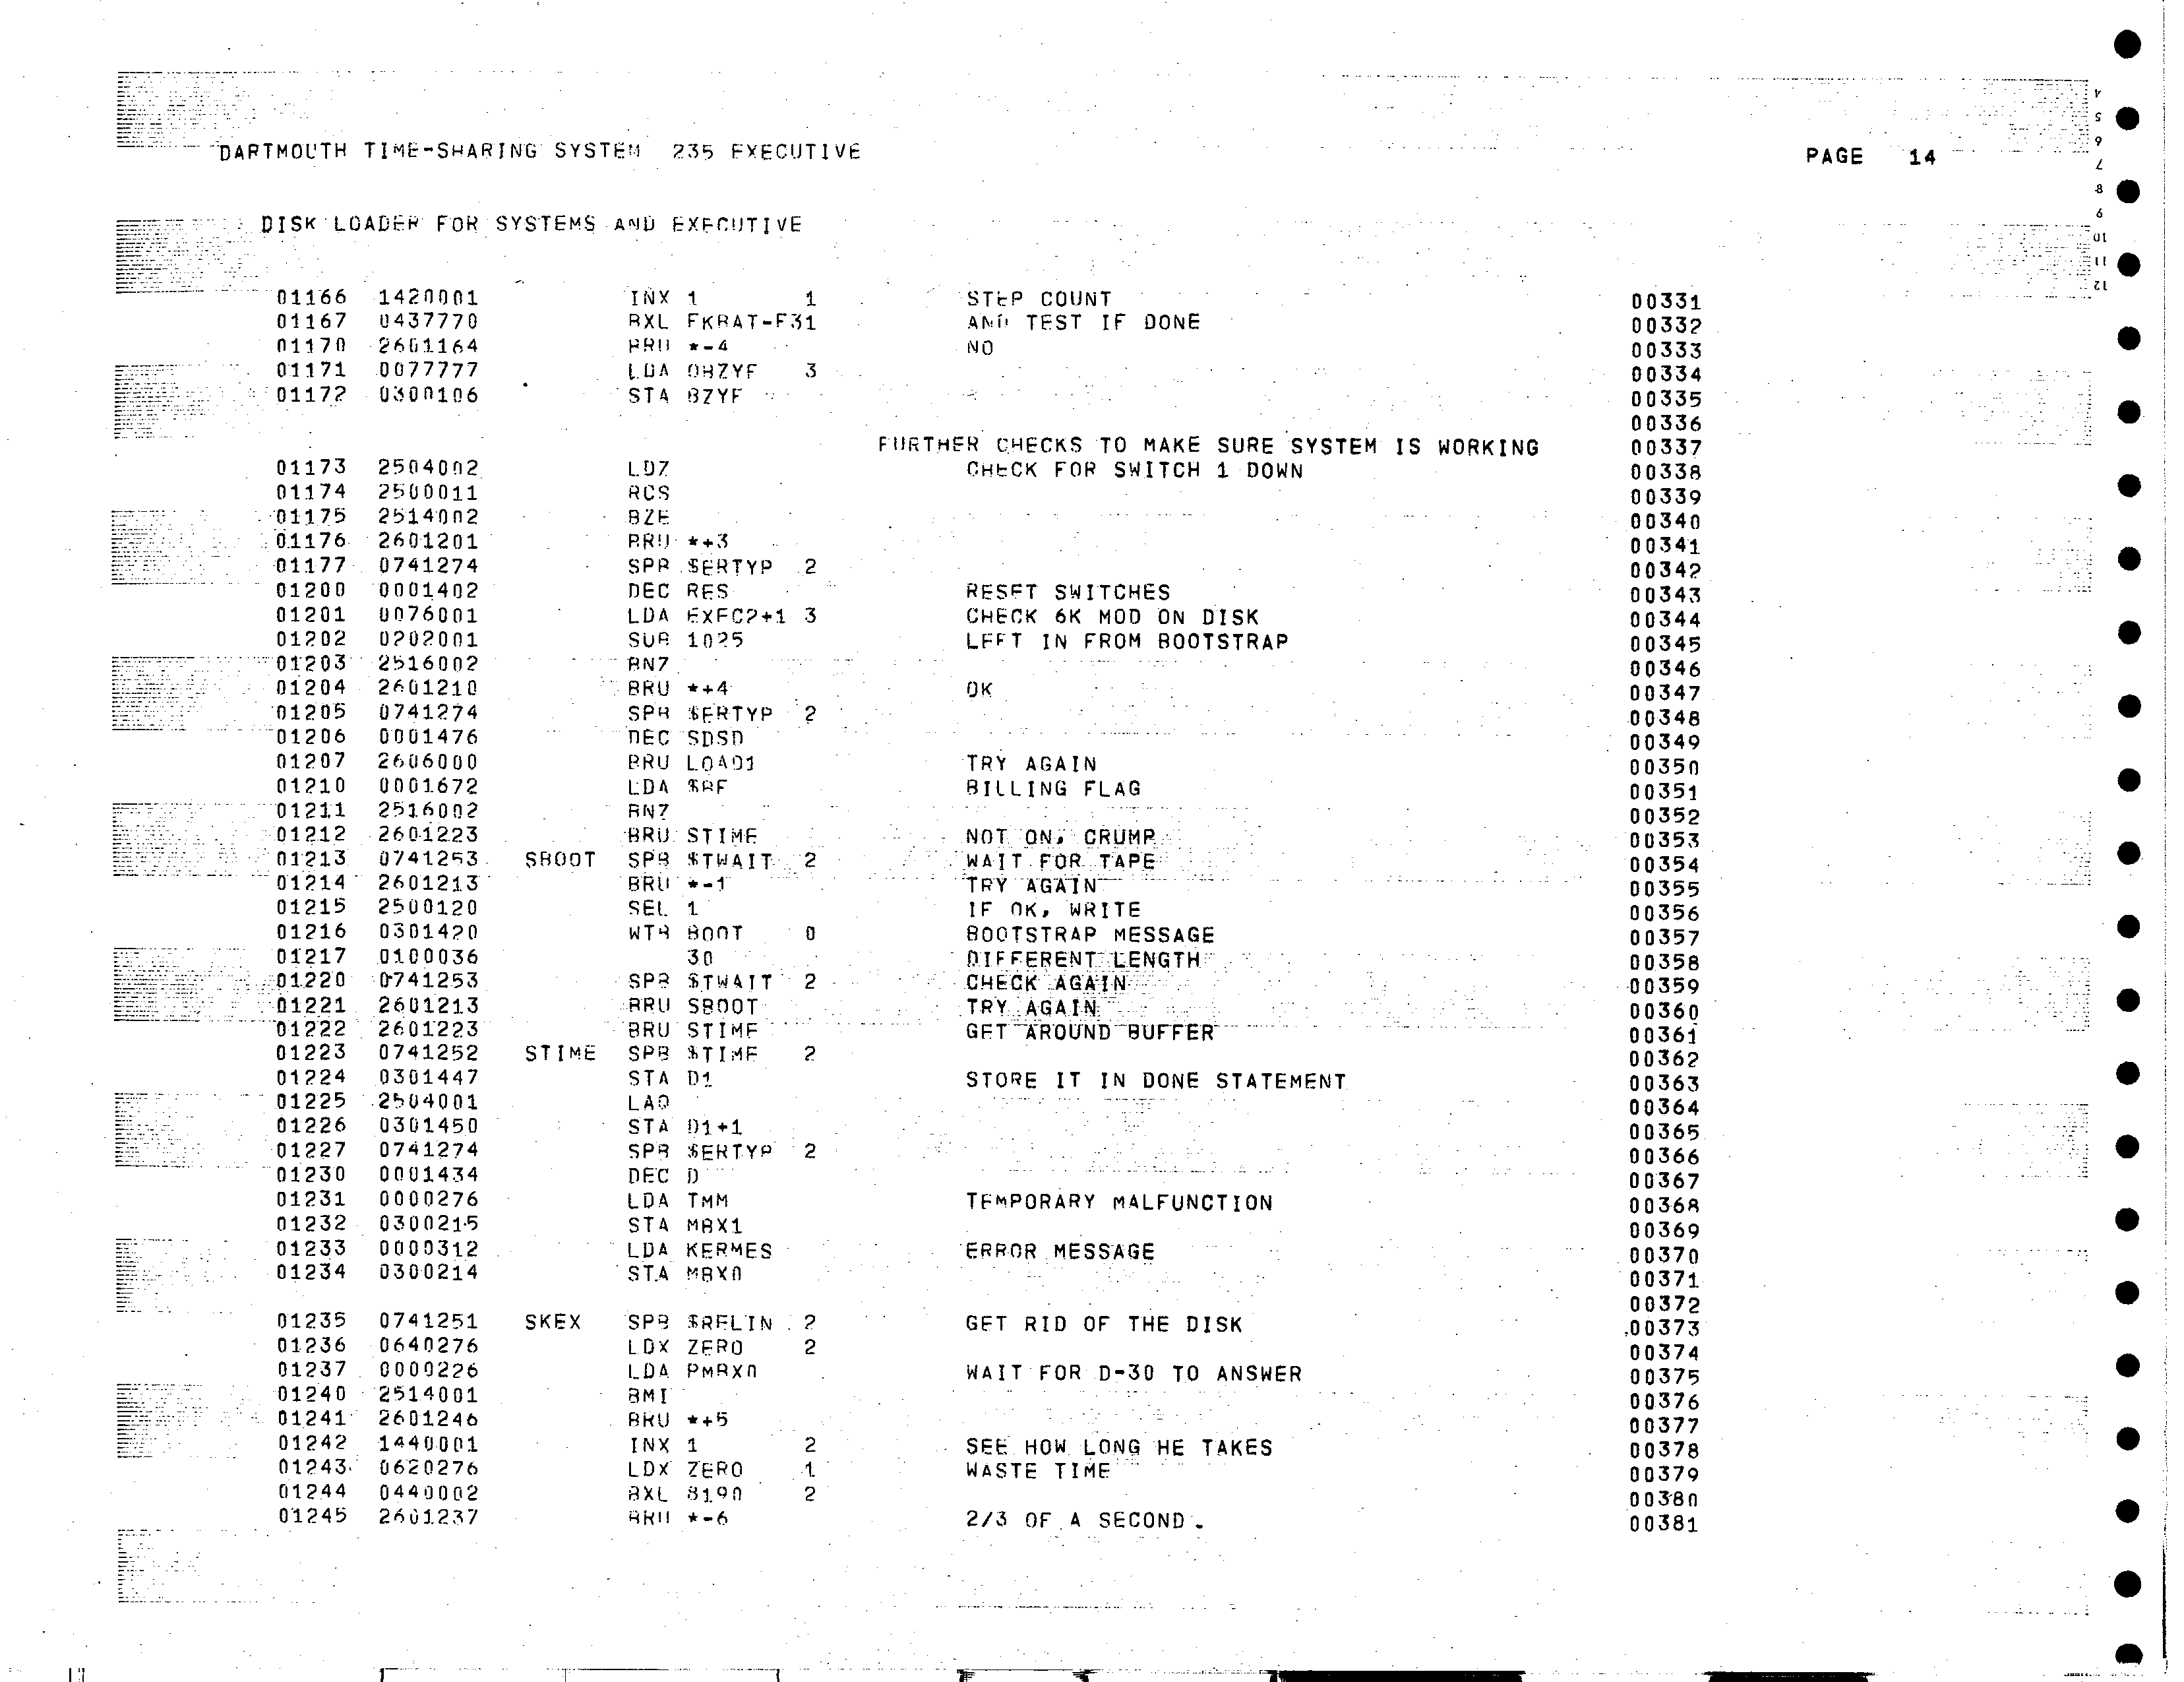 DARTMOUTH TIME-SHARING SYSTEM 235 EXECUTIVE PAGE 14
DISK LOADER FOR SYSTEMS AND EXECUTIVE
01166 1420001 INX 1 1 STEP COUNT 00331
01167 0437770 BXL FKBAT-F31 AND TEST IF DONE 00332
01170 2601164 BRU *-4 NO 00333
01171 0077777 LDA OBZYF 3 00334
01172 0300106 STA BZYF 00335
00336
FURTHER CHECKS TO MAKE SURE SYSTEM IS WORKING 00337
01173 2504002 LDZ CHECK FOR SWITCH 1 DOWN 00338
01174 2500011 RCS 00339
01175 2514002 BZE 00340
01176 2601201 BRU *+3 00341
01177 0741274 SPB $ERTYP 2 00342
01200 0001402 DEC RES RESET SWITCHES 00343
01201 0076001 LDA EXEC2+1 3 CHECK 6K MOD ON DISK 00344
01202 0202001 SUB 1025 LEFT IN FROM BOOTSTRAP 00345
01203 2516002 BNZ 00346
01204 2601210 BRU *+4 OK 00347
01205 0741274 SPB $ERTYP 2 00348
01206 0001476 DEC SDSD 00349
01207 2606000 BRU LOAD1 TRY AGAIN 00350
01210 0001672 LDA $BF BILLING FLAG 00351
01211 2516002 BNZ 00352
01212 2601223 BRU STIME NOT ON, CRUMP 00353
01213 0741253 SBOOT SPB $TWAIT 2 WAIT FOR TAPE 00354
01214 2601213 BRU *-1 TRY AGAIN 00355
01215 2500120 SEL 1 IF OK, WRITE 00356
01216 0301420 WTB BOOT 0 BOOTSTRAP MESSAGE 00357
01217 0100036 30 DIFFERENT LENGTH 00358
01220 0741253 SPB $TWAIT 2 CHECK AGAIN 00359
01221 2601213 BRU SBOOT TRY AGAIN 00360
01222 2601223 BRU STIME GET AROUND BUFFER 00361
01223 0741252 STIME SPB $TIME 2 00362
01224 0301447 STA D1 STORE IT IN DONE STATEMENT 00363
01225 2504001 LAQ 00364
01226 0301450 STA D1+1 00365
01227 0741274 SPB $ERTYP 2 00366
01230 0001434 DEC D 00367
01231 0000276 LDA TMM TEMPORARY MALFUNCTION 00368
01232 0300215 STA MBX1 00369
01233 0000312 LDA KERMES ERROR MESSAGE 00370
01234 0300214 STA MBX0 00371
00372
01235 0741251 SKEX SPB $RELIN 2 GET RID OF THE DISK 00373
01236 0640276 LDX ZERO 2 00374
01237 0000226 LDA PMBX0 WAIT FOR D-30 TO ANSWER 00375
01240 2514001 BMI 00376
01241 2601246 BRU *+5 00377
01242 1440001 INX 1 2 SEE HOW LONG HE TAKES 00378
01243 0620276 LDX ZERO 1 WASTE TIME 00379
01244 0440002 BXL 8190 2 00380
01245 2601237 BRU *-6 2/3 OF A SECOND. 00381
4
5
6
7
8
9
10
11
12